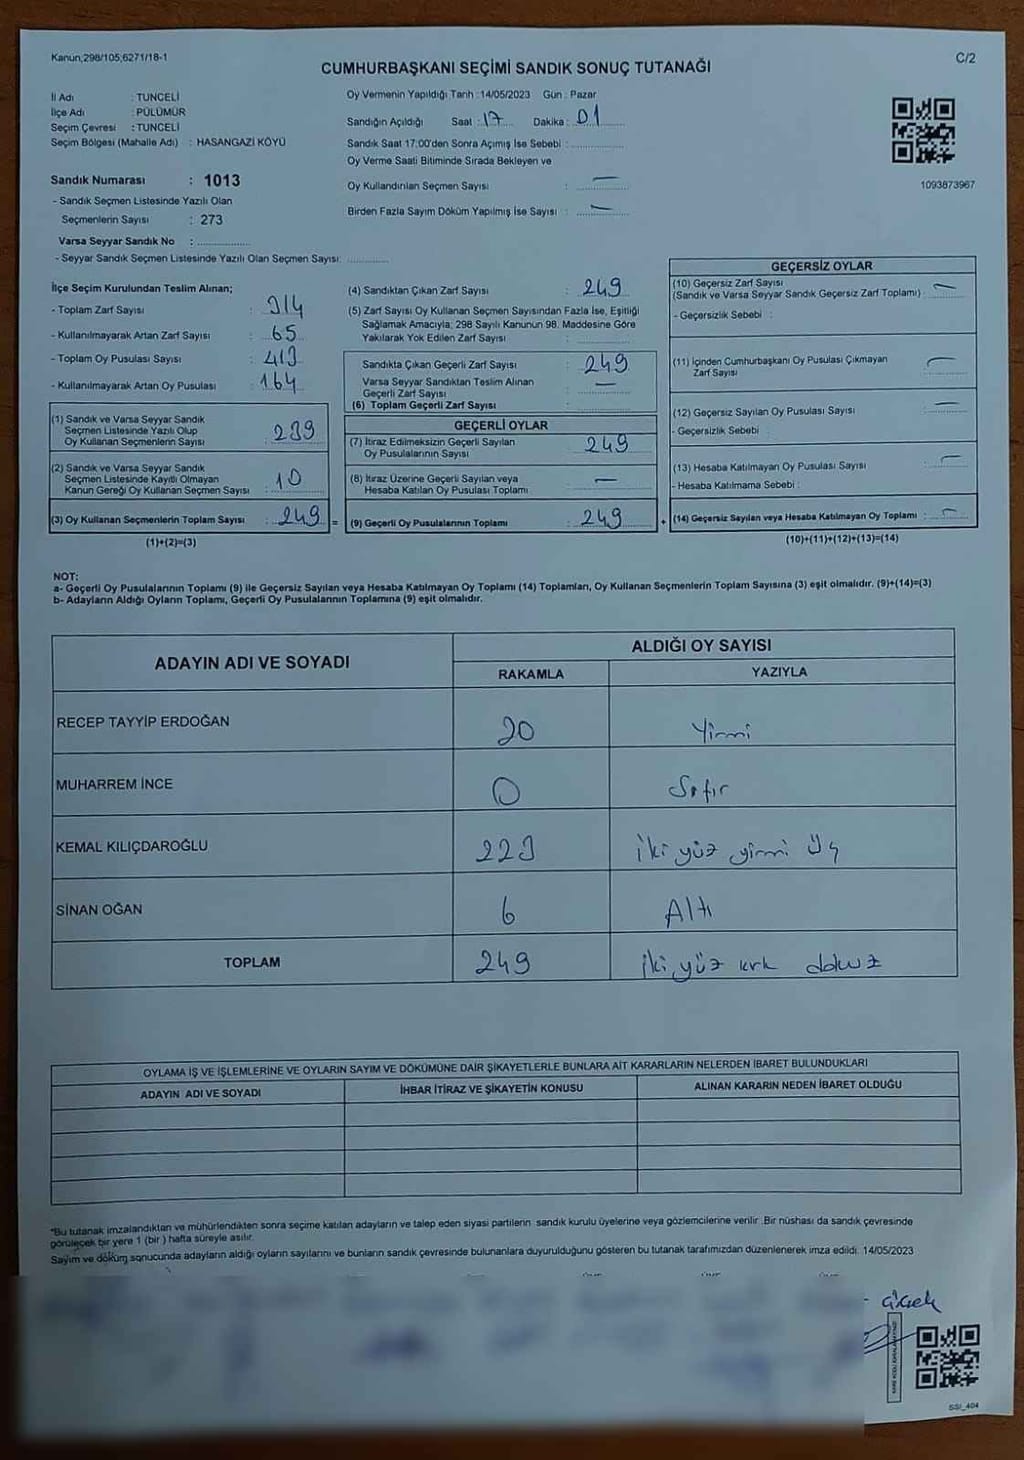 Kanun;298/105;6271/18-1
C/2
CUMHURBAŞKANI SEÇİMİ SANDIK SONUÇ TUTANAĞI
İl Adı : TUNCELİ
İlçe Adı : PÜLÜMÜR
Seçim Çevresi : TUNCELİ
Seçim Bölgesi (Mahalle Adı) : HASANGAZİ KÖYÜ
Sandık Numarası : 1013
- Sandık Seçmen Listesinde Yazılı Olan
Seçmenlerin Sayısı : 273
Varsa Seyyar Sandık No :
- Seyyar Sandık Seçmen Listesinde Yazılı Olan Seçmen Sayısı:
Oy Vermenin Yapıldığı Tarih :14/05/2023 Gün : Pazar
Sandığın Açıldığı Saat : 17 Dakika : 01
Sandık Saat 17:00'den Sonra Açımış İse Sebebi :
Oy Verme Saati Bitiminde Sırada Bekleyen ve
Oy Kullandırılan Seçmen Sayısı : —
Birden Fazla Sayım Döküm Yapılmış İse Sayısı : —
1093873967
İlçe Seçim Kurulundan Teslim Alınan;
- Toplam Zarf Sayısı : 314
- Kullanılmayarak Artan Zarf Sayısı : 65
- Toplam Oy Pusulası Sayısı : 413
- Kullanılmayarak Artan Oy Pusulası : 164
(1) Sandık ve Varsa Seyyar Sandık
Seçmen Listesinde Yazılı Olup
Oy Kullanan Seçmenlerin Sayısı : 239
(2) Sandık ve Varsa Seyyar Sandık
Seçmen Listesinde Kayıtlı Olmayan
Kanun Gereği Oy Kullanan Seçmen Sayısı : 10
(3) Oy Kullanan Seçmenlerin Toplam Sayısı : 249 =
(1)+(2)=(3)
(4) Sandıktan Çıkan Zarf Sayısı : 249
(5) Zarf Sayısı Oy Kullanan Seçmen Sayısından Fazla İse, Eşitliği
Sağlamak Amacıyla; 298 Sayılı Kanunun 98. Maddesine Göre
Yakılarak Yok Edilen Zarf Sayısı :
Sandıkta Çıkan Geçerli Zarf Sayısı : 249
Varsa Seyyar Sandıktan Teslim Alınan
Geçerli Zarf Sayısı : —
(6) Toplam Geçerli Zarf Sayısı :
GEÇERLİ OYLAR
(7) İtiraz Edilmeksizin Geçerli Sayılan
Oy Pusulalarının Sayısı : 249
(8) İtiraz Üzerine Geçerli Sayılan veya
Hesaba Katılan Oy Pusulası Toplamı : —
(9) Geçerli Oy Pusulalarının Toplamı : 249 +
GEÇERSİZ OYLAR
(10) Geçersiz Zarf Sayısı
(Sandık ve Varsa Seyyar Sandık Geçersiz Zarf Toplamı) : —
- Geçersizlik Sebebi :
(11) İçinden Cumhurbaşkanı Oy Pusulası Çıkmayan
Zarf Sayısı : —
(12) Geçersiz Sayılan Oy Pusulası Sayısı : —
- Geçersizlik Sebebi :
(13) Hesaba Katılmayan Oy Pusulası Sayısı : —
- Hesaba Katılmama Sebebi :
(14) Geçersiz Sayılan veya Hesaba Katılmayan Oy Toplamı : —
(10)+(11)+(12)+(13)=(14)
NOT:
a- Geçerli Oy Pusulalarının Toplamı (9) ile Geçersiz Sayılan veya Hesaba Katılmayan Oy Toplamı (14) Toplamları, Oy Kullanan Seçmenlerin Toplam Sayısına (3) eşit olmalıdır. (9)+(14)=(3)
b- Adayların Aldığı Oyların Toplamı, Geçerli Oy Pusulalarının Toplamına (9) eşit olmalıdır.
ADAYIN ADI VE SOYADI ALDIĞI OY SAYISI
RAKAMLA YAZIYLA
RECEP TAYYİP ERDOĞAN 20 Yirmi
MUHARREM İNCE 0 Sıfır
KEMAL KILIÇDAROĞLU 223 iki yüz yirmi üç
SİNAN OĞAN 6 Altı
TOPLAM 249 iki yüz kırk dokuz
OYLAMA İŞ VE İŞLEMLERİNE VE OYLARIN SAYIM VE DÖKÜMÜNE DAİR ŞİKAYETLERLE BUNLARA AİT KARARLARIN NELERDEN İBARET BULUNDUKLARI
ADAYIN ADI VE SOYADI İHBAR İTİRAZ VE ŞİKAYETİN KONUSU ALINAN KARARIN NEDEN İBARET OLDUĞU
*Bu tutanak imzalandıktan ve mühürlendikten sonra seçime katılan adayların ve talep eden siyasi partilerin sandık kurulu üyelerine veya gözlemcilerine verilir. Bir nüshası da sandık çevresinde
görülecek bir yere 1 (bir ) hafta süreyle asılır.
Sayım ve döküm sonucunda adayların aldığı oyların sayılarını ve bunların sandık çevresinde bulunanlara duyurulduğunu gösteren bu tutanak tarafımızdan düzenlenerek imza edildi. 14/05/2023
SSI_404